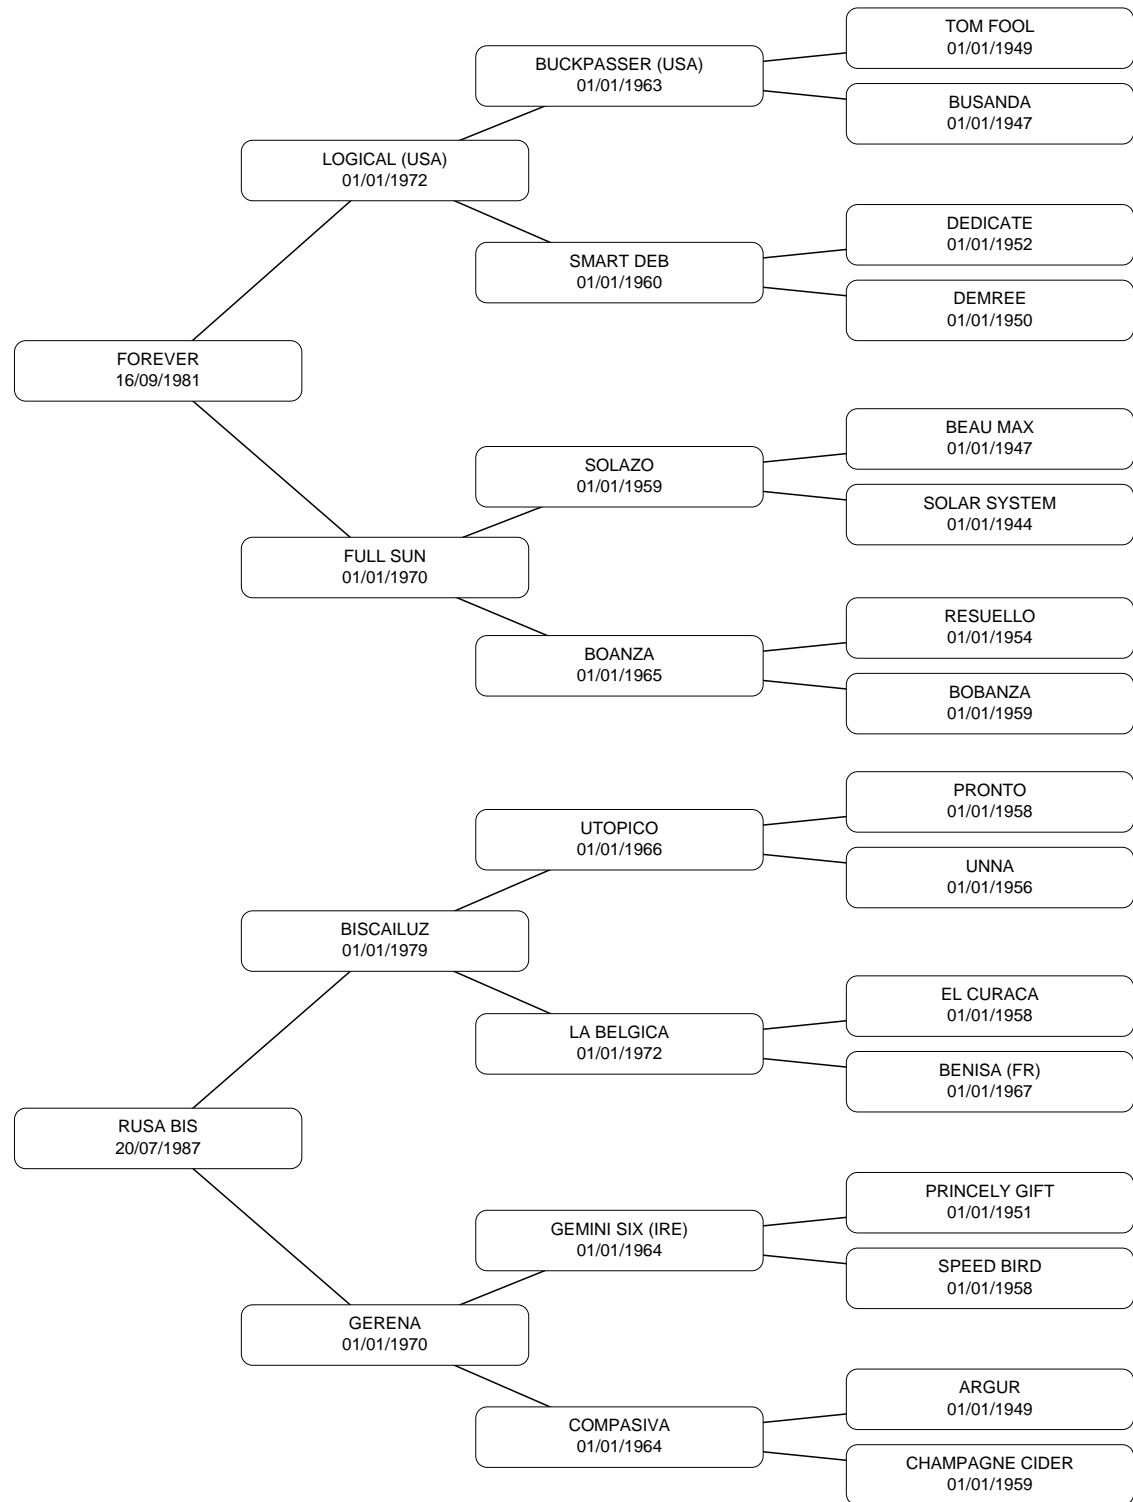 TOM FOOL
01/01/1949
BUCKPASSER (USA)
01/01/1963
BUSANDA
01/01/1947
LOGICAL (USA)
01/01/1972
DEDICATE
01/01/1952
SMART DEB
01/01/1960
DEMREE
01/01/1950
FOREVER
16/09/1981
BEAU MAX
01/01/1947
SOLAZO
01/01/1959
SOLAR SYSTEM
01/01/1944
FULL SUN
01/01/1970
RESUELLO
01/01/1954
BOANZA
01/01/1965
BOBANZA
01/01/1959
PRONTO
01/01/1958
UTOPICO
01/01/1966
UNNA
01/01/1956
BISCAILUZ
01/01/1979
EL CURACA
01/01/1958
LA BELGICA
01/01/1972
BENISA (FR)
01/01/1967
RUSA BIS
20/07/1987
PRINCELY GIFT
01/01/1951
GEMINI SIX (IRE)
01/01/1964
SPEED BIRD
01/01/1958
GERENA
01/01/1970
ARGUR
01/01/1949
COMPASIVA
01/01/1964
CHAMPAGNE CIDER
01/01/1959